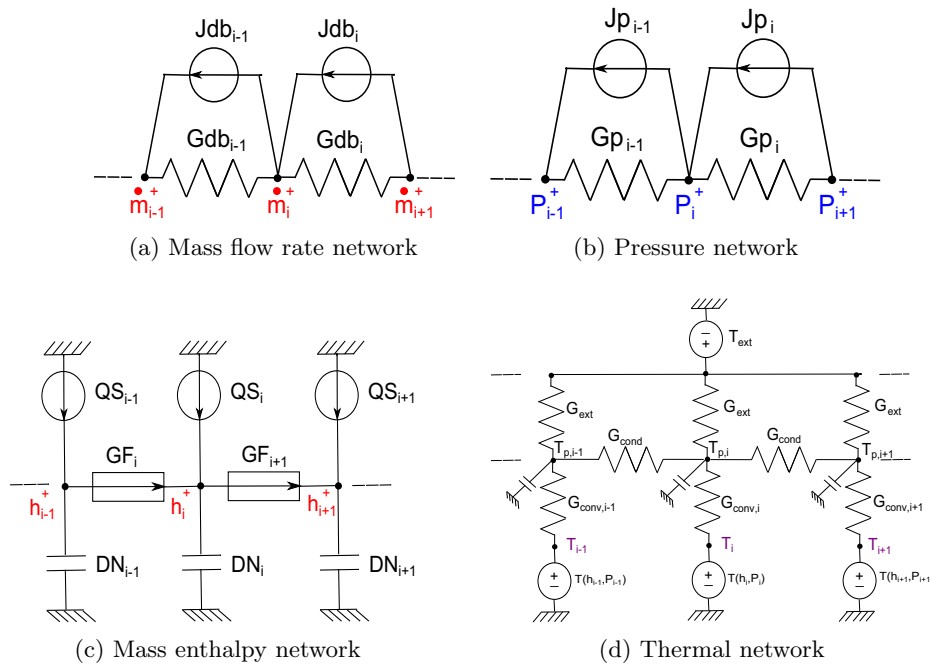 Jdb i-1 Jdb i
Gdb i-1 Gdb i
ṁ i-1 + ṁ i + ṁ i+1 +
(a) Mass flow rate network
Jp i-1 Jp i
Gp i-1 Gp i
P i-1 + P i + P i+1 +
(b) Pressure network
QS i-1 QS i QS i+1
GF i GF i+1
h i-1 + h i + h i+1 +
DN i-1 DN i DN i+1
(c) Mass enthalpy network
− + T ext
G ext G ext G ext
T p,i-1 G cond T p,i G cond T p,i+1
G conv,i-1 G conv,i G conv,i+1
T i-1 T i T i+1
+ − T(h i-1 ,P i-1 ) + − T(h i ,P i ) + − T(h i+1 ,P i+1
(d) Thermal network